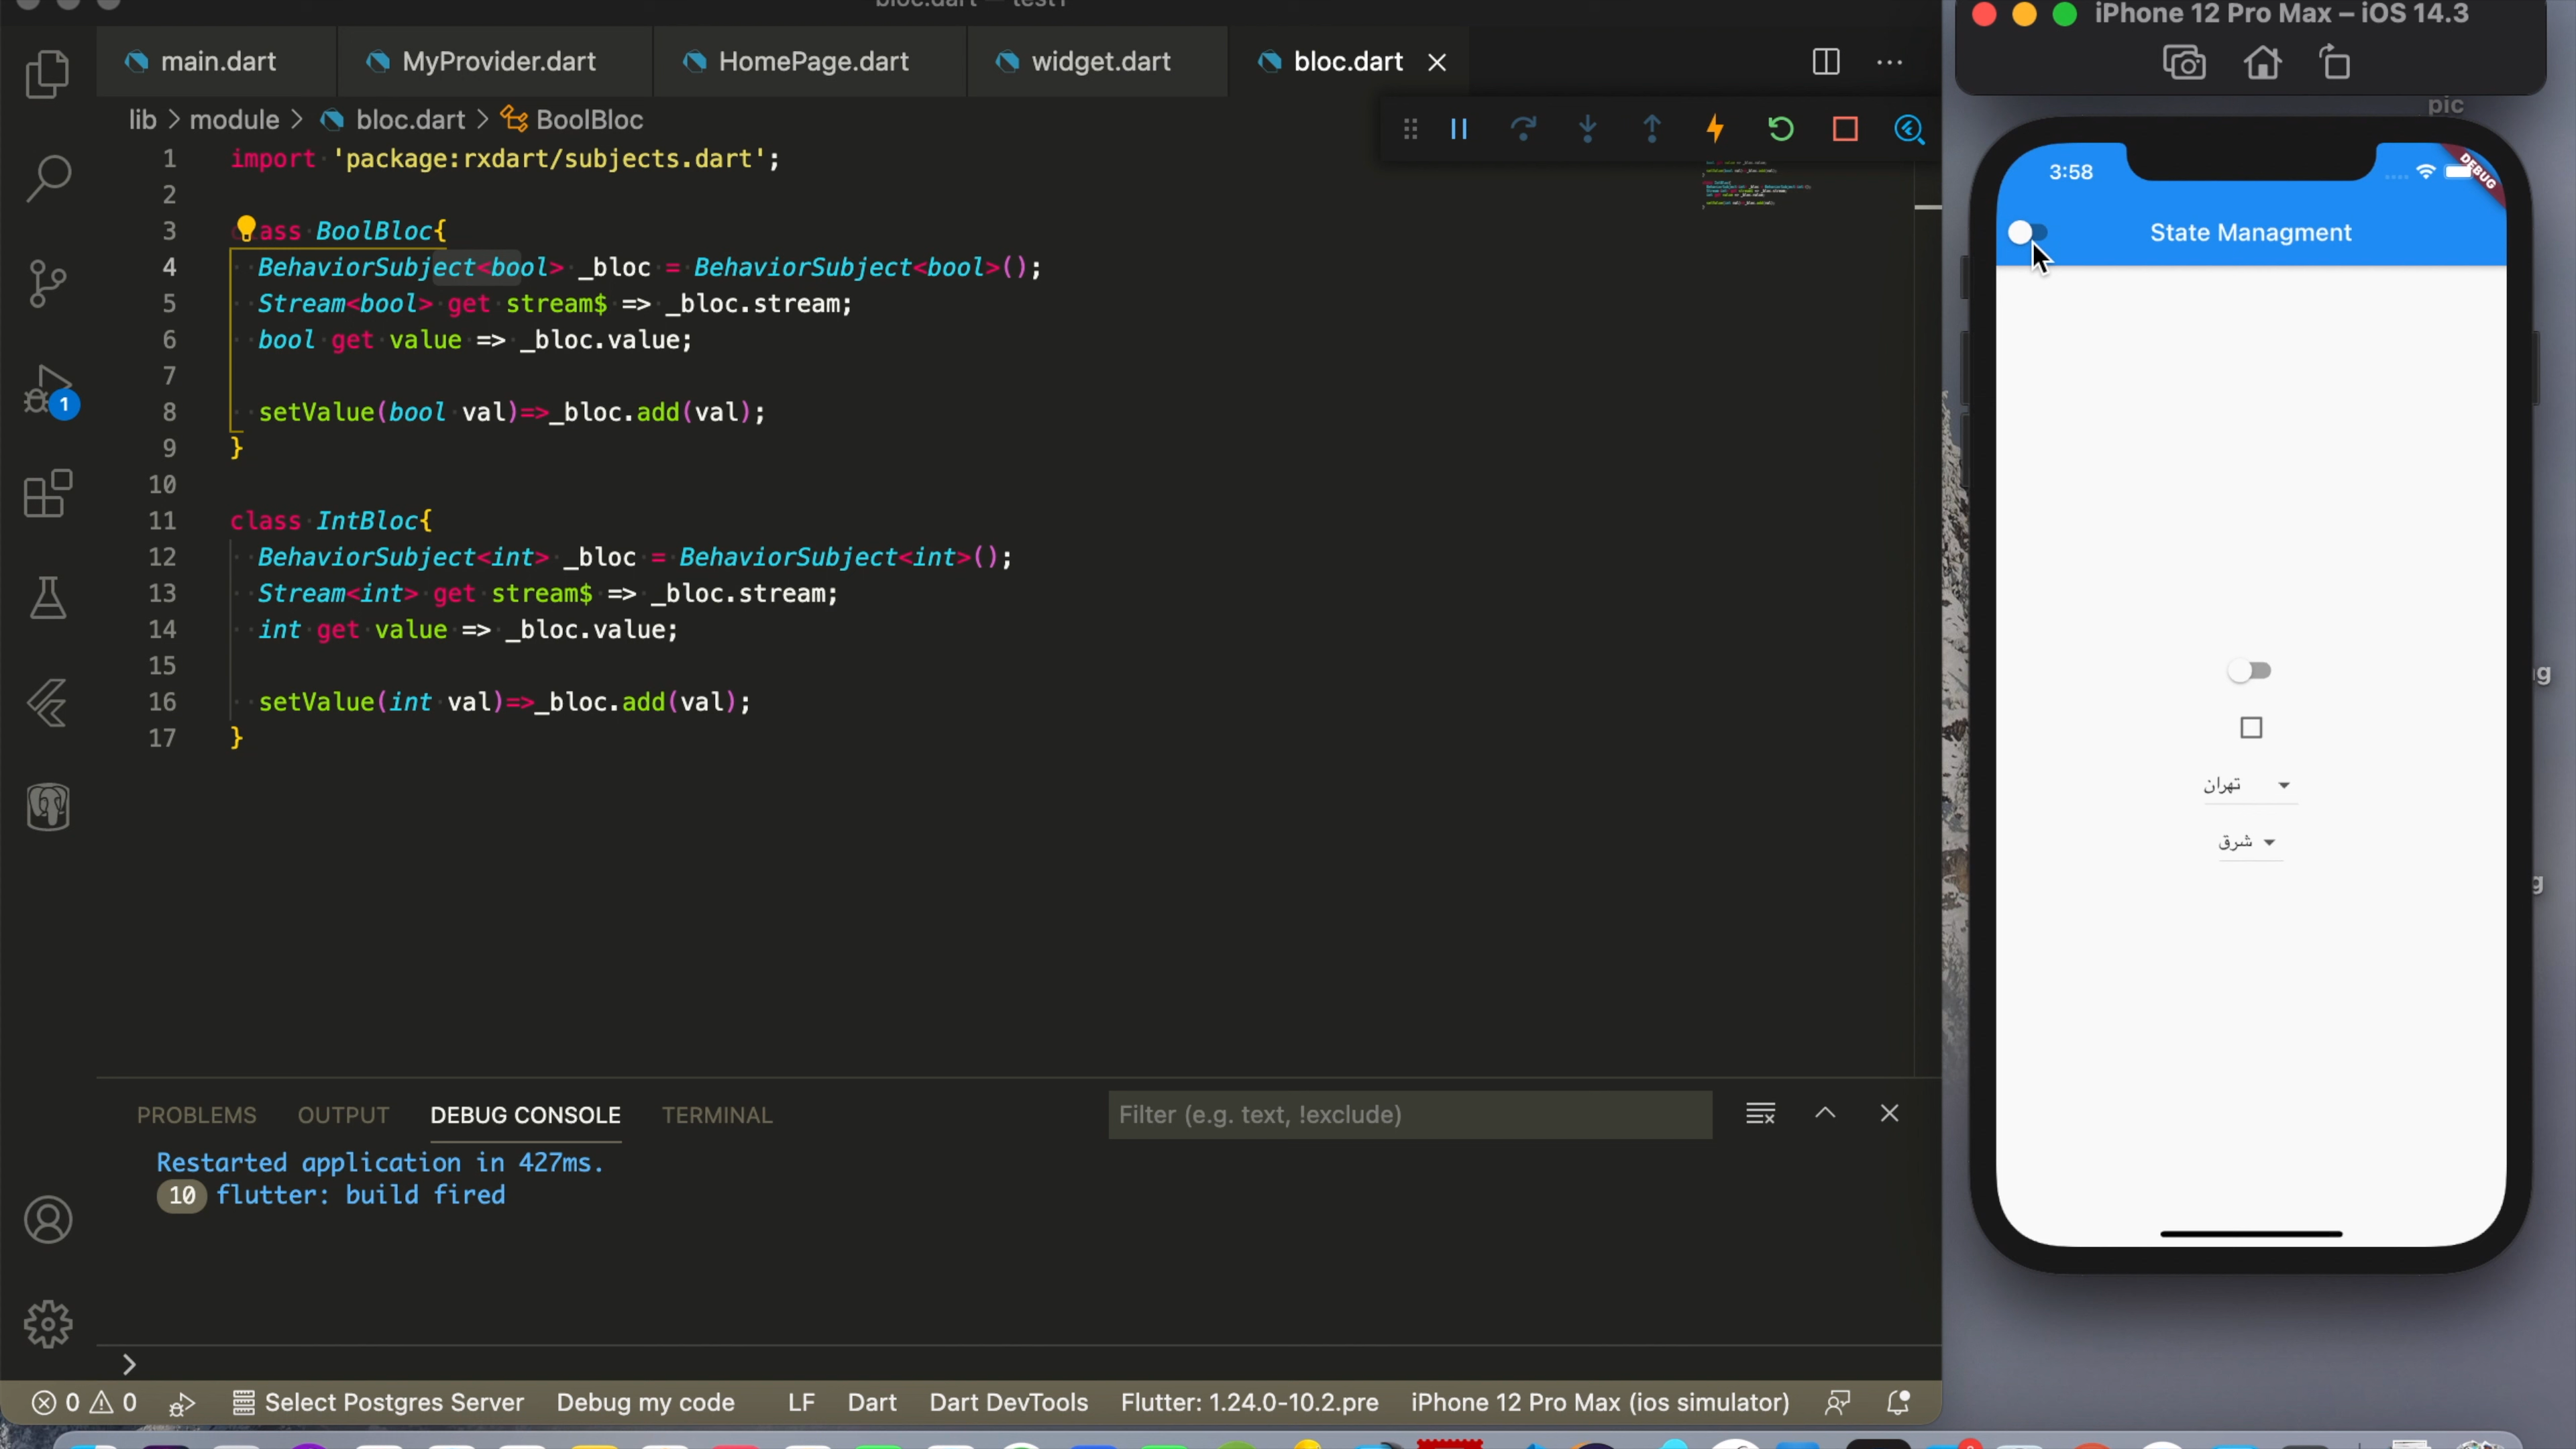 bloc.dart — test1
iPhone 12 Pro Max – iOS 14.3
main.dart
MyProvider.dart
HomePage.dart
widget.dart
bloc.dart
lib > module > bloc.dart > BoolBloc
pic
1 import 'package:rxdart/subjects.dart';
2
3 class BoolBloc{
4 BehaviorSubject<bool> _bloc = BehaviorSubject<bool>();
5 Stream<bool> get stream$ => _bloc.stream;
6 bool get value => _bloc.value;
7
8 setValue(bool val)=>_bloc.add(val);
9 }
10
11 class IntBloc{
12 BehaviorSubject<int> _bloc = BehaviorSubject<int>();
13 Stream<int> get stream$ => _bloc.stream;
14 int get value => _bloc.value;
15
16 setValue(int val)=>_bloc.add(val);
17 }
1
3:58
DEBUG
State Managment
تهران
شرق
PROBLEMS OUTPUT DEBUG CONSOLE TERMINAL
Filter (e.g. text, !exclude)
Restarted application in 427ms.
10 flutter: build fired
0 0 Select Postgres Server Debug my code LF Dart Dart DevTools Flutter: 1.24.0-10.2.pre iPhone 12 Pro Max (ios simulator)